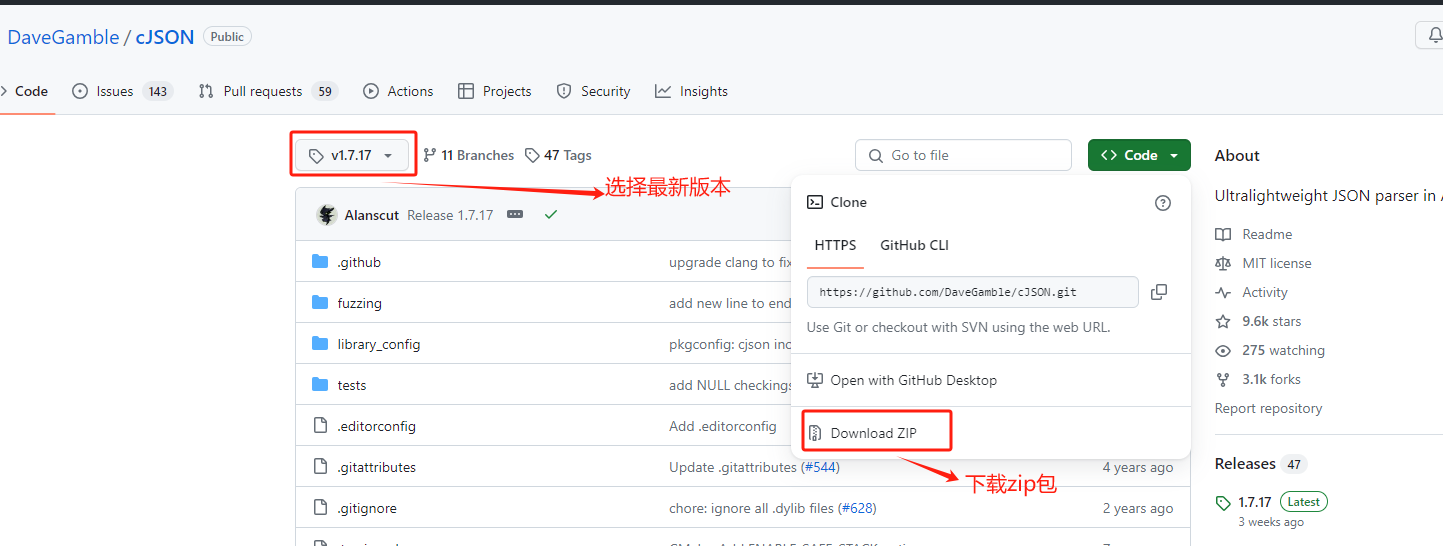 DaveGamble / cJSON Public
Code Issues 143 Pull requests 59 Actions Projects Security Insights
v1.7.17 11 Branches 47 Tags Go to file Code
选择最新版本
Alanscut Release 1.7.17
.github upgrade clang to fix
fuzzing add new line to end
library_config pkgconfig: cjson inc
tests add NULL checkings
.editorconfig Add .editorconfig
.gitattributes Update .gitattributes (#544) 4 years ago
.gitignore chore: ignore all .dylib files (#628) 2 years ago
Clone
HTTPS GitHub CLI
https://github.com/DaveGamble/cJSON.git
Use Git or checkout with SVN using the web URL.
Open with GitHub Desktop
Download ZIP
下载zip包
About
Ultralightweight JSON parser in
Readme
MIT license
Activity
9.6k stars
275 watching
3.1k forks
Report repository
Releases 47
1.7.17 Latest
3 weeks ago